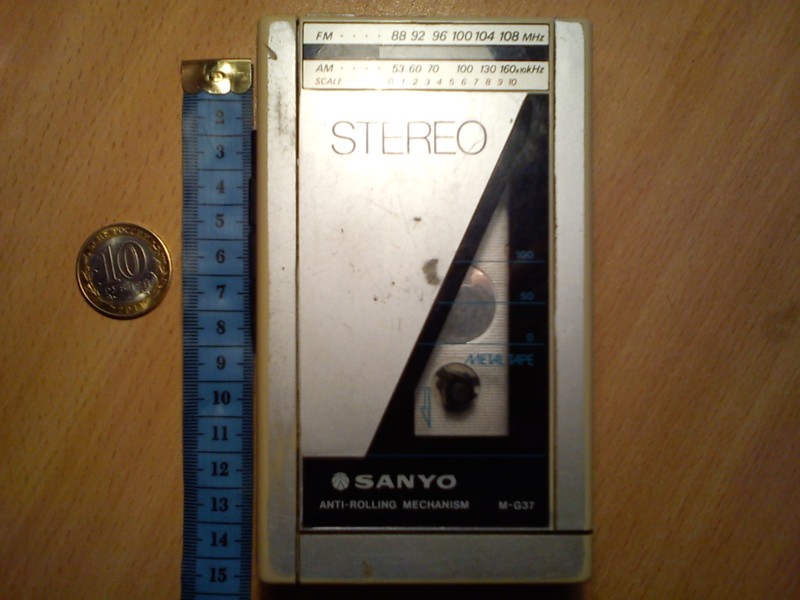 FM · · · · · 88 92 96 100 104 108 MHz
AM · · · · · 53 60 70 100 130 160x10kHz
SCALE 0 1 2 3 4 5 6 7 8 9 10
STEREO
100
50
0
METAL TAPE
SANYO
ANTI-ROLLING MECHANISM M-G37
10
2
3
4
5
6
7
8
9
10
11
12
13
14
15